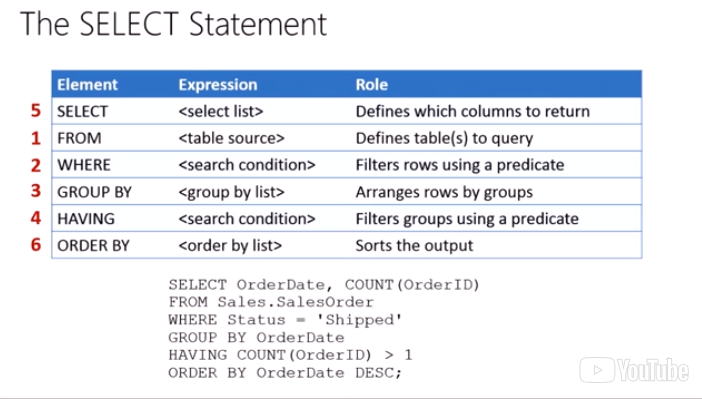 The SELECT Statement
Element Expression Role
5 SELECT <select list> Defines which columns to return
1 FROM <table source> Defines table(s) to query
2 WHERE <search condition> Filters rows using a predicate
3 GROUP BY <group by list> Arranges rows by groups
4 HAVING <search condition> Filters groups using a predicate
6 ORDER BY <order by list> Sorts the output
SELECT OrderDate, COUNT(OrderID)
FROM Sales.SalesOrder
WHERE Status = 'Shipped'
GROUP BY OrderDate
HAVING COUNT(OrderID) > 1
ORDER BY OrderDate DESC;
YouTube